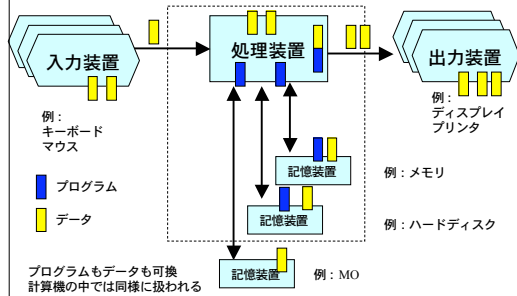 入力装置
処理装置
出力装置
例：
キーボード
マウス
例：
ディスプレイ
プリンタ
記憶装置
例：メモリ
プログラム
記憶装置
例：ハードディスク
データ
記憶装置
例：MO
プログラムもデータも可換
計算機の中では同様に扱われる